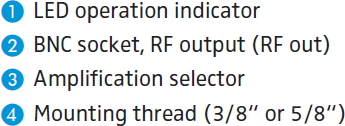 1 LED operation indicator
2 BNC socket, RF output (RF out)
3 Amplification selector
4 Mounting thread (3/8“ or 5/8“)